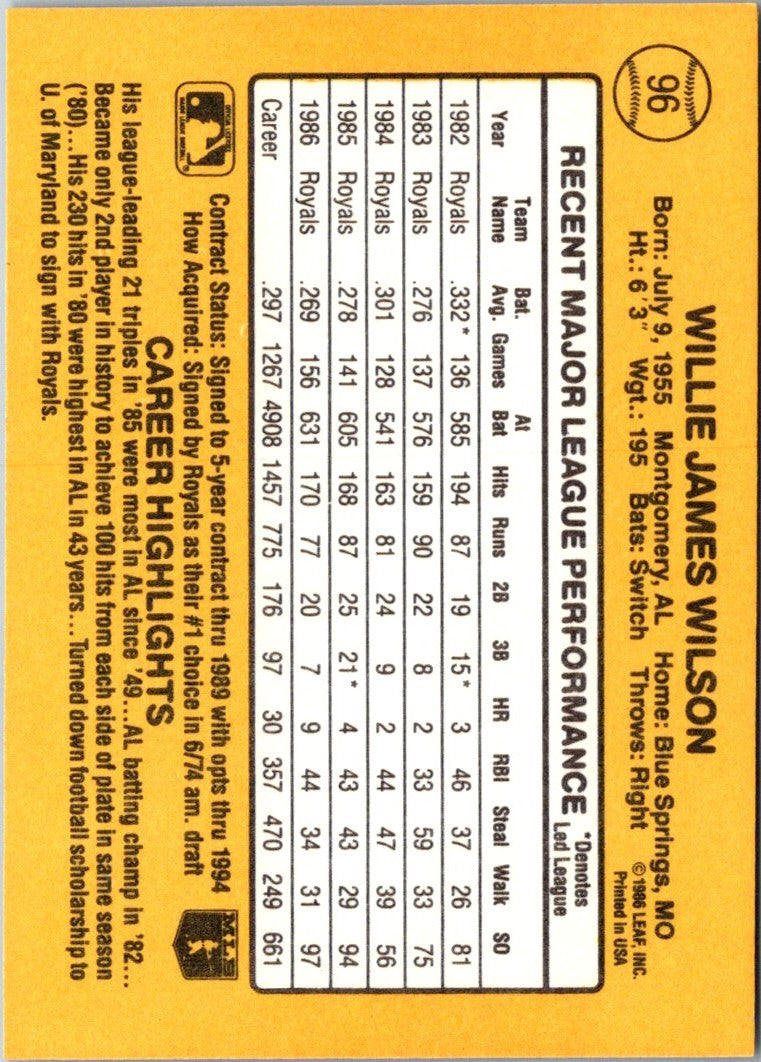 96
WILLIE JAMES WILSON
Born: July 9, 1955 Montgomery, AL Home: Blue Springs, MO
Ht.: 6'3" Wgt.: 195 Bats: Switch Throws: Right
©1986 LEAF, INC.
Printed in USA
RECENT MAJOR LEAGUE PERFORMANCE *Denotes Led League
Year Team Name Bat. Avg. Games At Bat Hits Runs 2B 3B HR RBI Steal Walk SO
1982 Royals .332* 136 585 194 87 19 15* 3 46 37 26 81
1983 Royals .276 137 576 159 90 22 8 2 33 59 33 75
1984 Royals .301 128 541 163 81 24 9 2 44 47 39 56
1985 Royals .278 141 605 168 87 25 21* 4 43 43 29 94
1986 Royals .269 156 631 170 77 20 7 9 44 34 31 97
Career .297 1267 4908 1457 775 176 97 30 357 470 249 661
Contract Status: Signed to 5-year contract thru 1989 with opts thru 1994
How Acquired: Signed by Royals as their #1 choice in 6/74 am. draft
OFFICIAL LICENSEE
MAJOR LEAGUE BASEBALL
MLB
CAREER HIGHLIGHTS
His league-leading 21 triples in '85 were most in AL since '49...AL batting champ in '82...
Became only 2nd player in history to achieve 100 hits from each side of plate in same season
('80)...His 230 hits in '80 were highest in AL in 43 years...Turned down football scholarship to
U. of Maryland to sign with Royals.